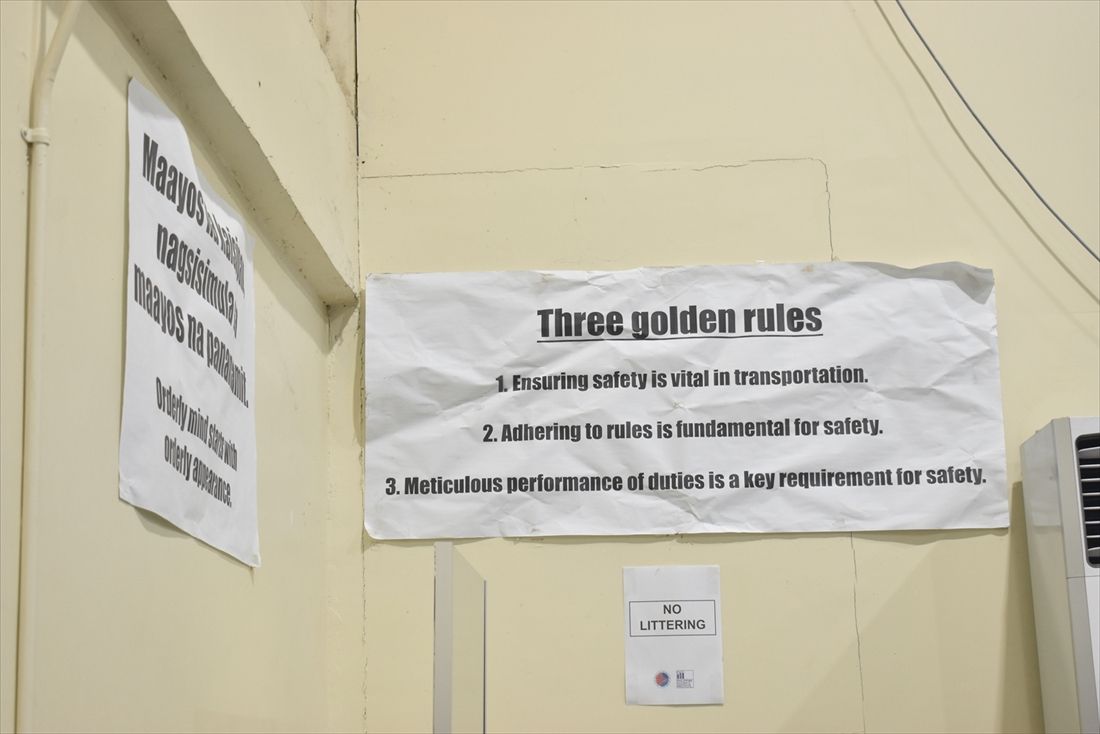 Maayos na
nagsisimula
maayos na
Orderly mind starts with
orderly appearance.
Three golden rules
1. Ensuring safety is vital in transportation.
2. Adhering to rules is fundamental for safety.
3. Meticulous performance of duties is a key requirement for safety.
NO
LITTERING